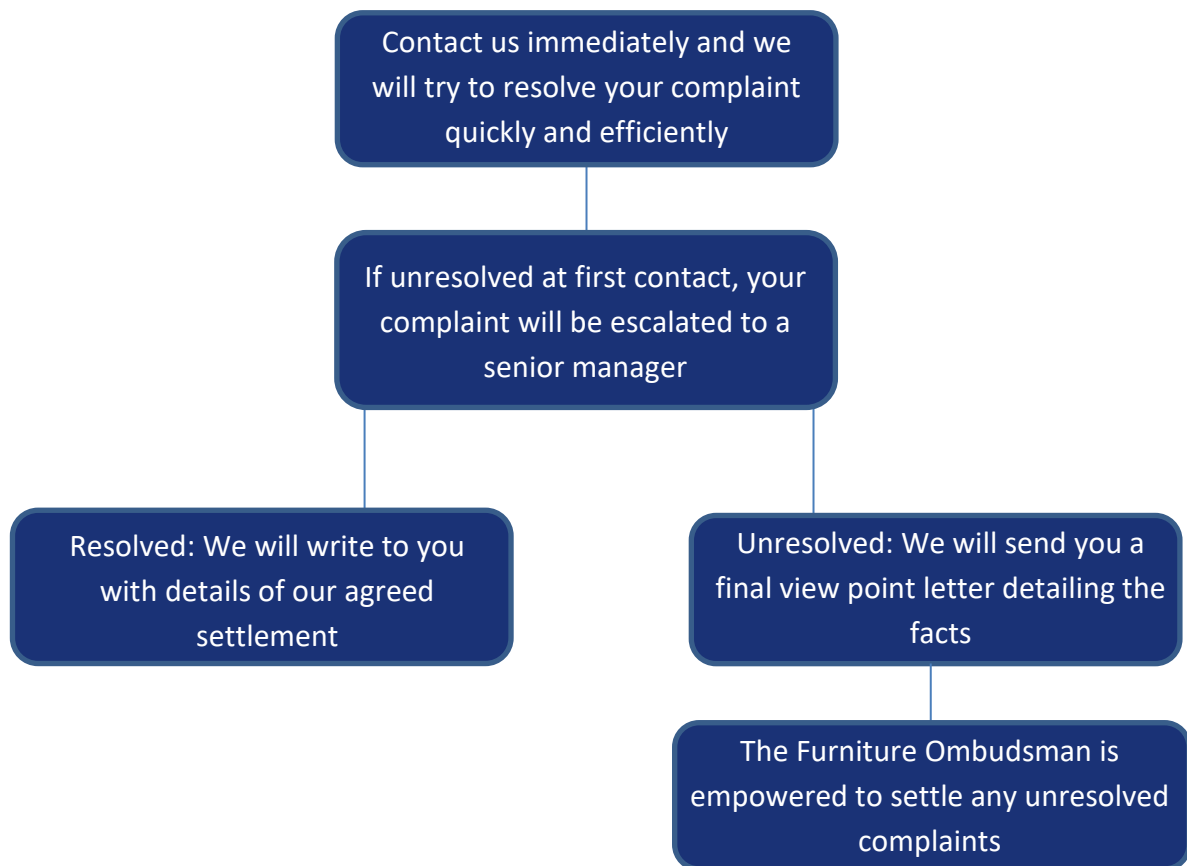 Contact us immediately and we
will try to resolve your complaint
quickly and efficiently
If unresolved at first contact, your
complaint will be escalated to a
senior manager
Resolved: We will write to you
with details of our agreed
settlement
Unresolved: We will send you a
final view point letter detailing the
facts
The Furniture Ombudsman is
empowered to settle any unresolved
complaints